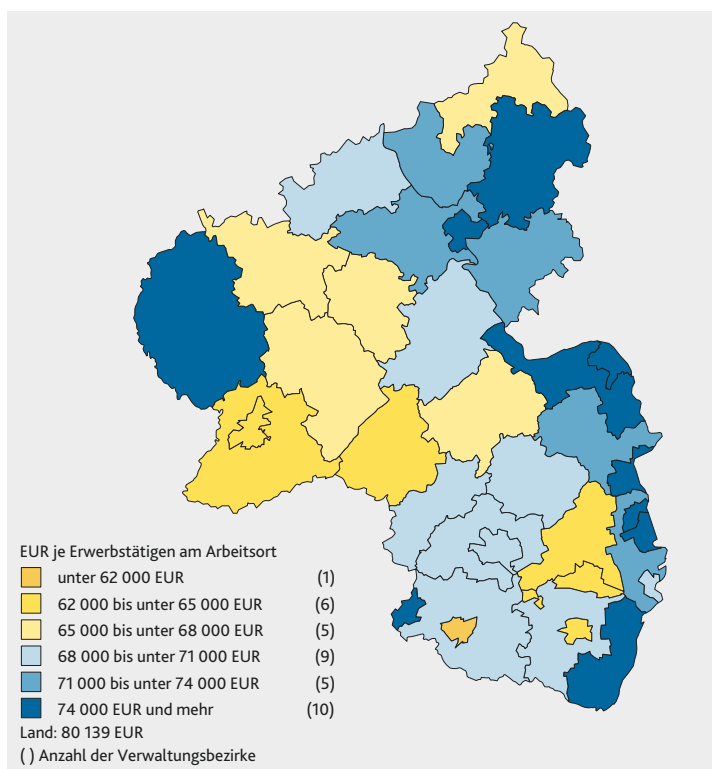 EUR je Erwerbstätigen am Arbeitsort
unter 62 000 EUR (1)
62 000 bis unter 65 000 EUR (6)
65 000 bis unter 68 000 EUR (5)
68 000 bis unter 71 000 EUR (9)
71 000 bis unter 74 000 EUR (5)
74 000 EUR und mehr (10)
Land: 80 139 EUR
( ) Anzahl der Verwaltungsbezirke